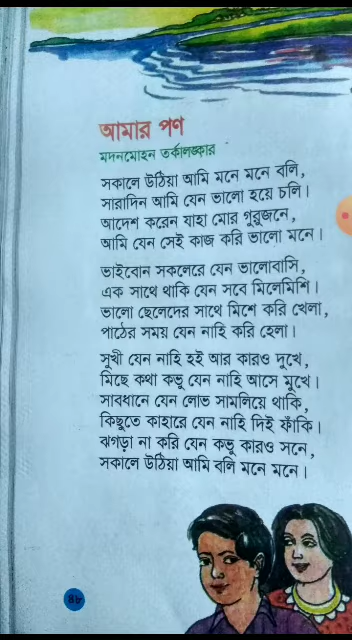 আমার পণ
মদনমোহন তর্কালঙ্কার
সকালে উঠিয়া আমি মনে মনে বলি,
সারাদিন আমি যেন ভালো হয়ে চলি।
আদেশ করেন যাহা মোর গুরুজনে,
আমি যেন সেই কাজ করি ভালো মনে।
ভাইবোন সকলেরে যেন ভালোবাসি,
এক সাথে থাকি যেন সবে মিলেমিশি।
ভালো ছেলেদের সাথে মিশে করি খেলা,
পাঠের সময় যেন নাহি করি হেলা।
সুখী যেন নাহি হই আর কারও দুখে,
মিছে কথা কভু যেন নাহি আসে মুখে।
সাবধানে যেন লোভ সামলিয়ে থাকি,
কিছুতে কাহারে যেন নাহি দিই ফাঁকি।
ঝগড়া না করি যেন কভু কারও সনে,
সকালে উঠিয়া আমি বলি মনে মনে।
৪৮